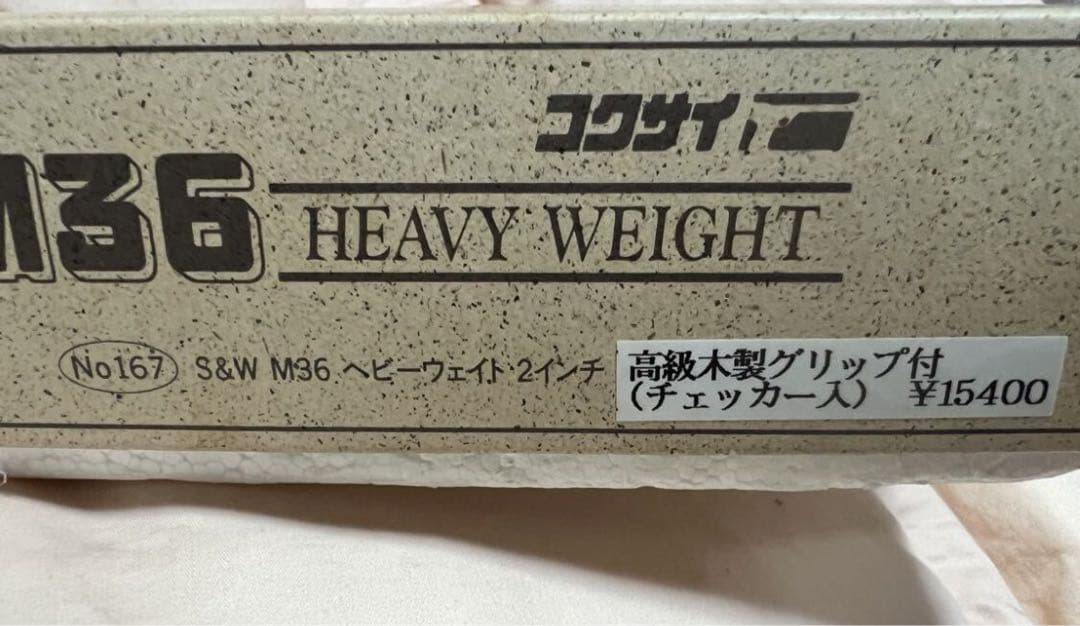 コクサイ
M36 HEAVY WEIGHT
No167 S&W M36 ヘビーウェイト 2インチ
高級木製グリップ付
(チェッカー入) ¥15400